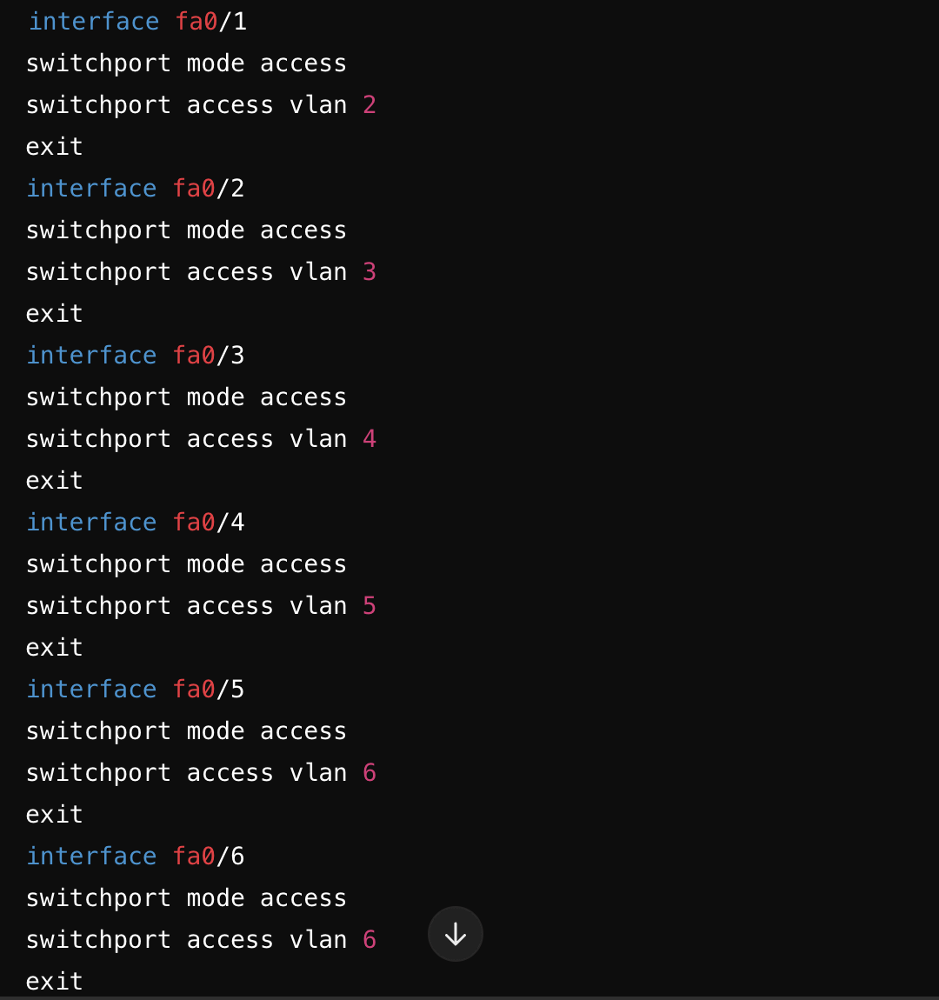 interface fa0/1
switchport mode access
switchport access vlan 2
exit
interface fa0/2
switchport mode access
switchport access vlan 3
exit
interface fa0/3
switchport mode access
switchport access vlan 4
exit
interface fa0/4
switchport mode access
switchport access vlan 5
exit
interface fa0/5
switchport mode access
switchport access vlan 6
exit
interface fa0/6
switchport mode access
switchport access vlan 6
exit